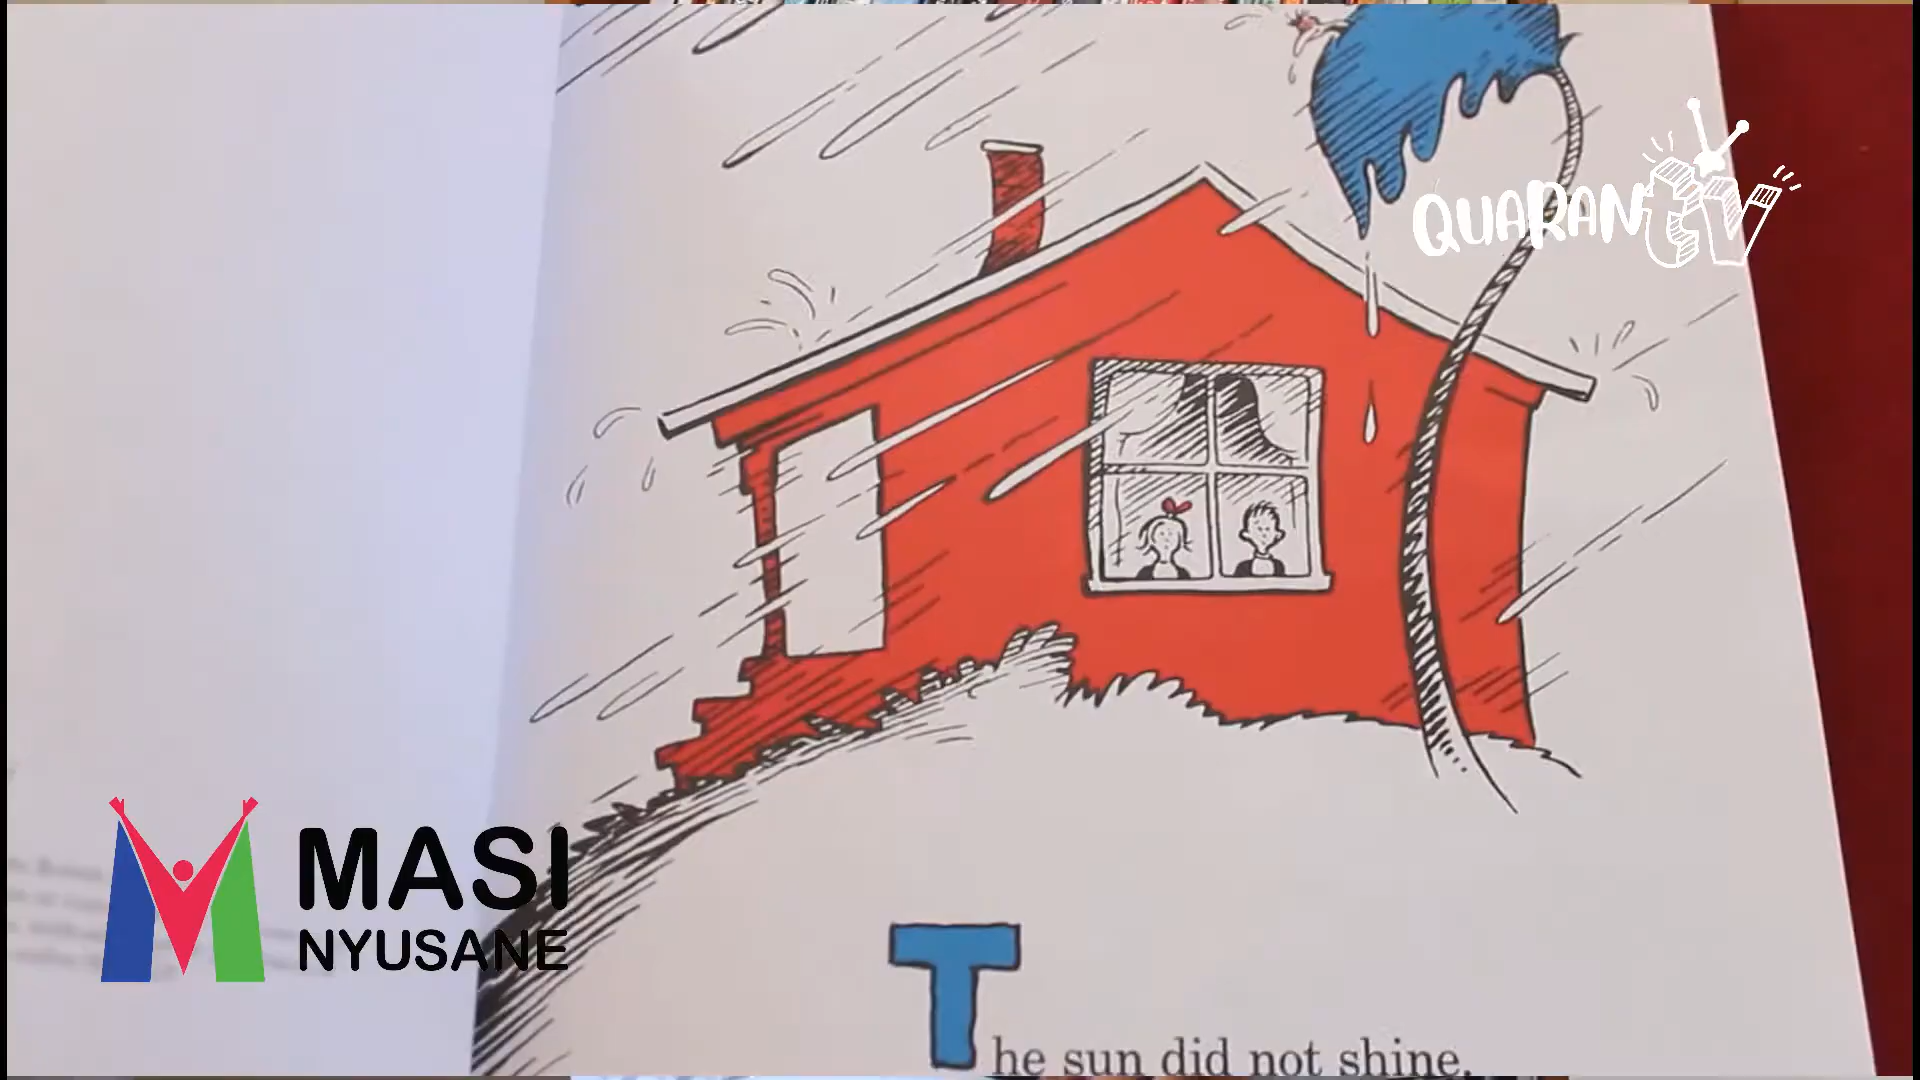 QUARANTV
MASI
NYUSANE
The sun did not shine.